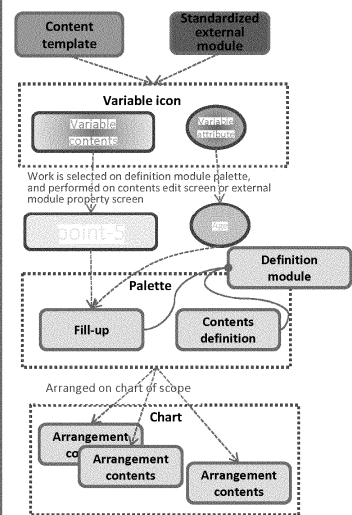 Content
template
Standardized
external
module
Variable icon
Variable
contents
Variable
attribute
Work is selected on definition module palette,
and performed on contents edit screen or external
module property screen
point-5
Age
Definition
module
Palette
Fill-up
Contents
definition
Arranged on chart of scope
Chart
Arrangement
co
Arrangement
contents
Arrangement
contents